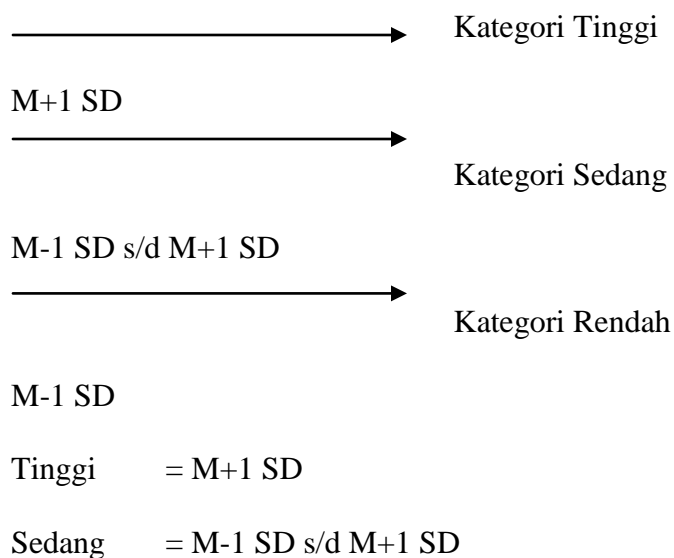 Kategori Tinggi
M+1 SD
Kategori Sedang
M-1 SD s/d M+1 SD
Kategori Rendah
M-1 SD
Tinggi = M+1 SD
Sedang = M-1 SD s/d M+1 SD